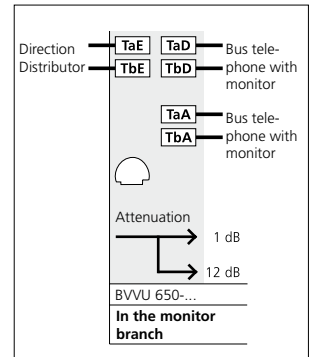 Direction
Distributor
TaE
TbE
TaD
TbD
Bus tele-
phone with
monitor
TaA
TbA
Bus tele-
phone with
monitor
Attenuation
1 dB
12 dB
BVVU 650-...
In the monitor
branch